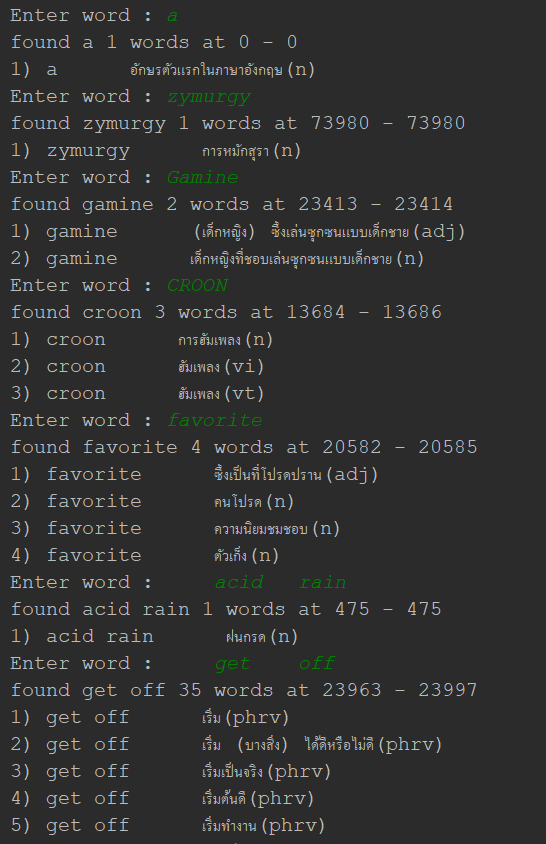 Enter word : a
found a 1 words at 0 - 0
1) a อักษรตัวแรกในภาษาอังกฤษ(n)
Enter word : zymurgy
found zymurgy 1 words at 73980 - 73980
1) zymurgy การหมักสุรา(n)
Enter word : Gamine
found gamine 2 words at 23413 - 23414
1) gamine (เด็กหญิง) ซึ่งเล่นซุกซนแบบเด็กชาย(adj)
2) gamine เด็กหญิงที่ชอบเล่นซุกซนแบบเด็กชาย(n)
Enter word : CROON
found croon 3 words at 13684 - 13686
1) croon การฮัมเพลง(n)
2) croon ฮัมเพลง(vi)
3) croon ฮัมเพลง(vt)
Enter word : favorite
found favorite 4 words at 20582 - 20585
1) favorite ซึ่งเป็นที่โปรดปราน(adj)
2) favorite คนโปรด(n)
3) favorite ความนิยมชมชอบ(n)
4) favorite ตัวเก็ง(n)
Enter word : acid rain
found acid rain 1 words at 475 - 475
1) acid rain ฝนกรด(n)
Enter word : get off
found get off 35 words at 23963 - 23997
1) get off เริ่ม(phrv)
2) get off เริ่ม (บางสิ่ง) ได้ดีหรือไม่ดี(phrv)
3) get off เริ่มเป็นจริง(phrv)
4) get off เริ่มต้นดี(phrv)
5) get off เริ่มทำงาน(phrv)